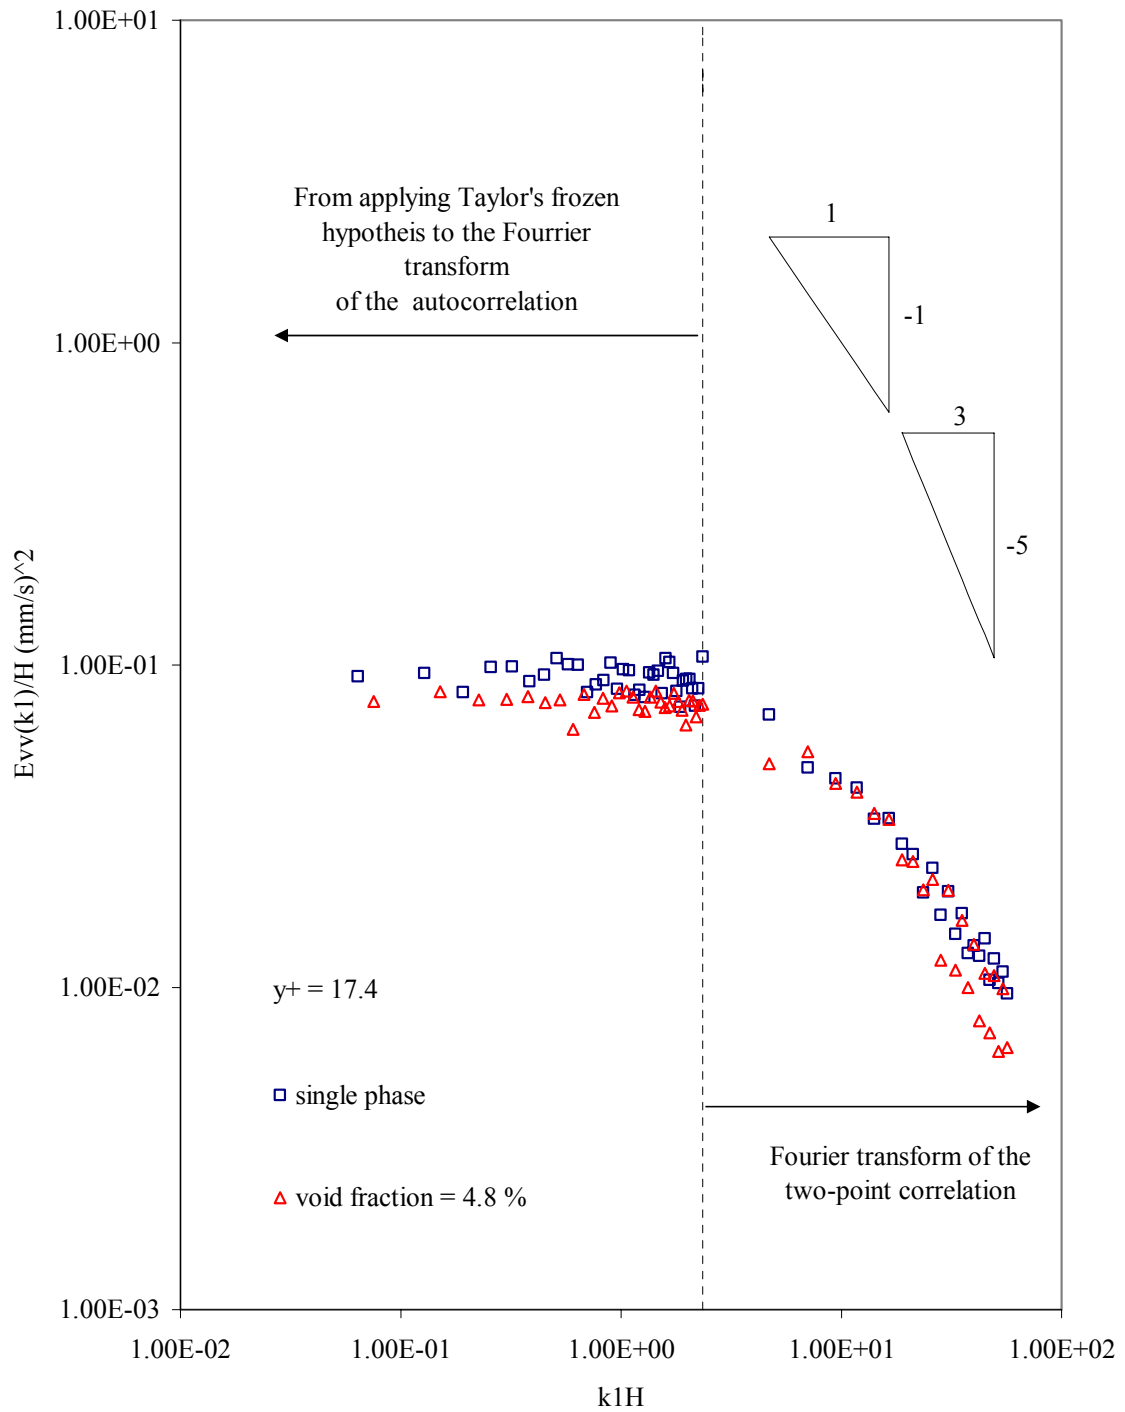 1.00E+01
From applying Taylor's frozen
hypotheis to the Fourrier
transform
of the autocorrelation
1
-1
1.00E+00
3
-5
Evv(k1)/H (mm/s)^2
1.00E-01
1.00E-02
y+ = 17.4
single phase
void fraction = 4.8 %
Fourier transform of the
two-point correlation
1.00E-03
1.00E-02 1.00E-01 1.00E+00 1.00E+01 1.00E+02
k1H